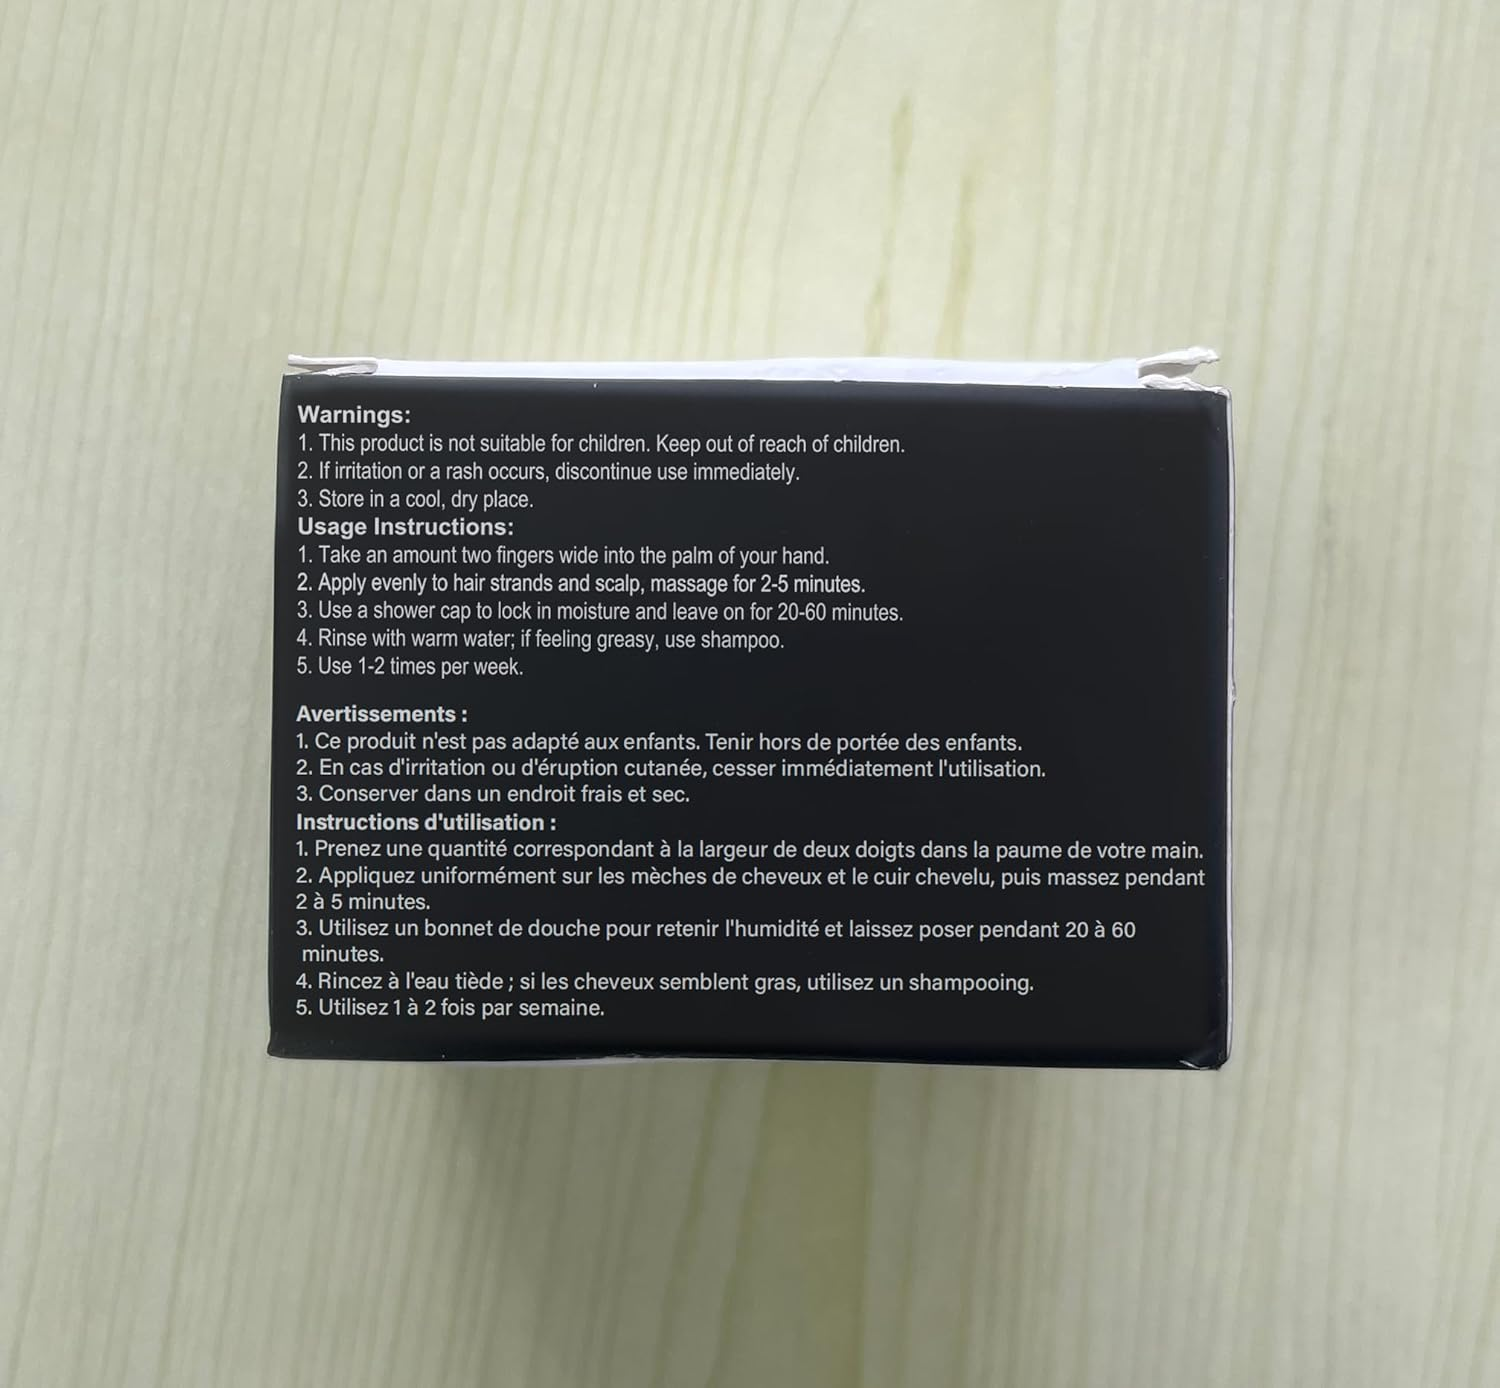 Warnings:
1. This product is not suitable for children. Keep out of reach of children.
2. If irritation or a rash occurs, discontinue use immediately.
3. Store in a cool, dry place.
Usage Instructions:
1. Take an amount two fingers wide into the palm of your hand.
2. Apply evenly to hair strands and scalp, massage for 2-5 minutes.
3. Use a shower cap to lock in moisture and leave on for 20-60 minutes.
4. Rinse with warm water; if feeling greasy, use shampoo.
5. Use 1-2 times per week.
Avertissements :
1. Ce produit n'est pas adapté aux enfants. Tenir hors de portée des enfants.
2. En cas d'irritation ou d'éruption cutanée, cesser immédiatement l'utilisation.
3. Conserver dans un endroit frais et sec.
Instructions d'utilisation :
1. Prenez une quantité correspondant à la largeur de deux doigts dans la paume de votre main.
2. Appliquez uniformément sur les mèches de cheveux et le cuir chevelu, puis massez pendant
2 à 5 minutes.
3. Utilisez un bonnet de douche pour retenir l'humidité et laissez poser pendant 20 à 60
minutes.
4. Rincez à l'eau tiède ; si les cheveux semblent gras, utilisez un shampooing.
5. Utilisez 1 à 2 fois par semaine.